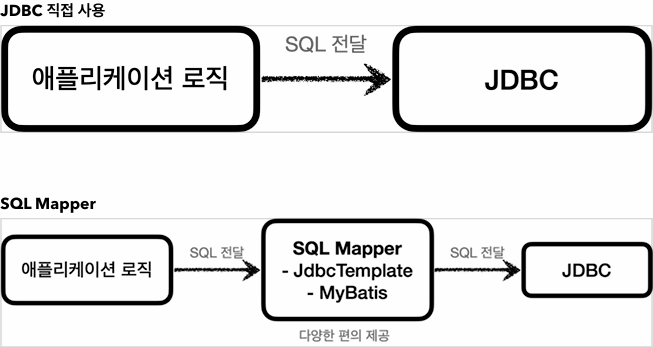 JDBC 직접 사용
SQL 전달
애플리케이션 로직
JDBC
SQL Mapper
애플리케이션 로직
SQL 전달
SQL Mapper
- JdbcTemplate
- MyBatis
SQL 전달
JDBC
다양한 편의 제공